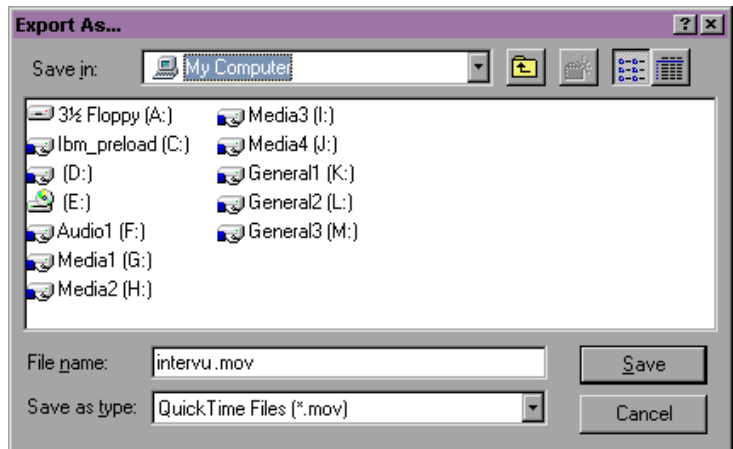 Export As...
Save in: My Computer
3½ Floppy (A:)
Ibm_preload (C:)
(D:)
(E:)
Audio1 (F:)
Media1 (G:)
Media2 (H:)
Media3 (I:)
Media4 (J:)
General1 (K:)
General2 (L:)
General3 (M:)
File name: intervu.mov
Save
Save as type: QuickTime Files (*.mov)
Cancel